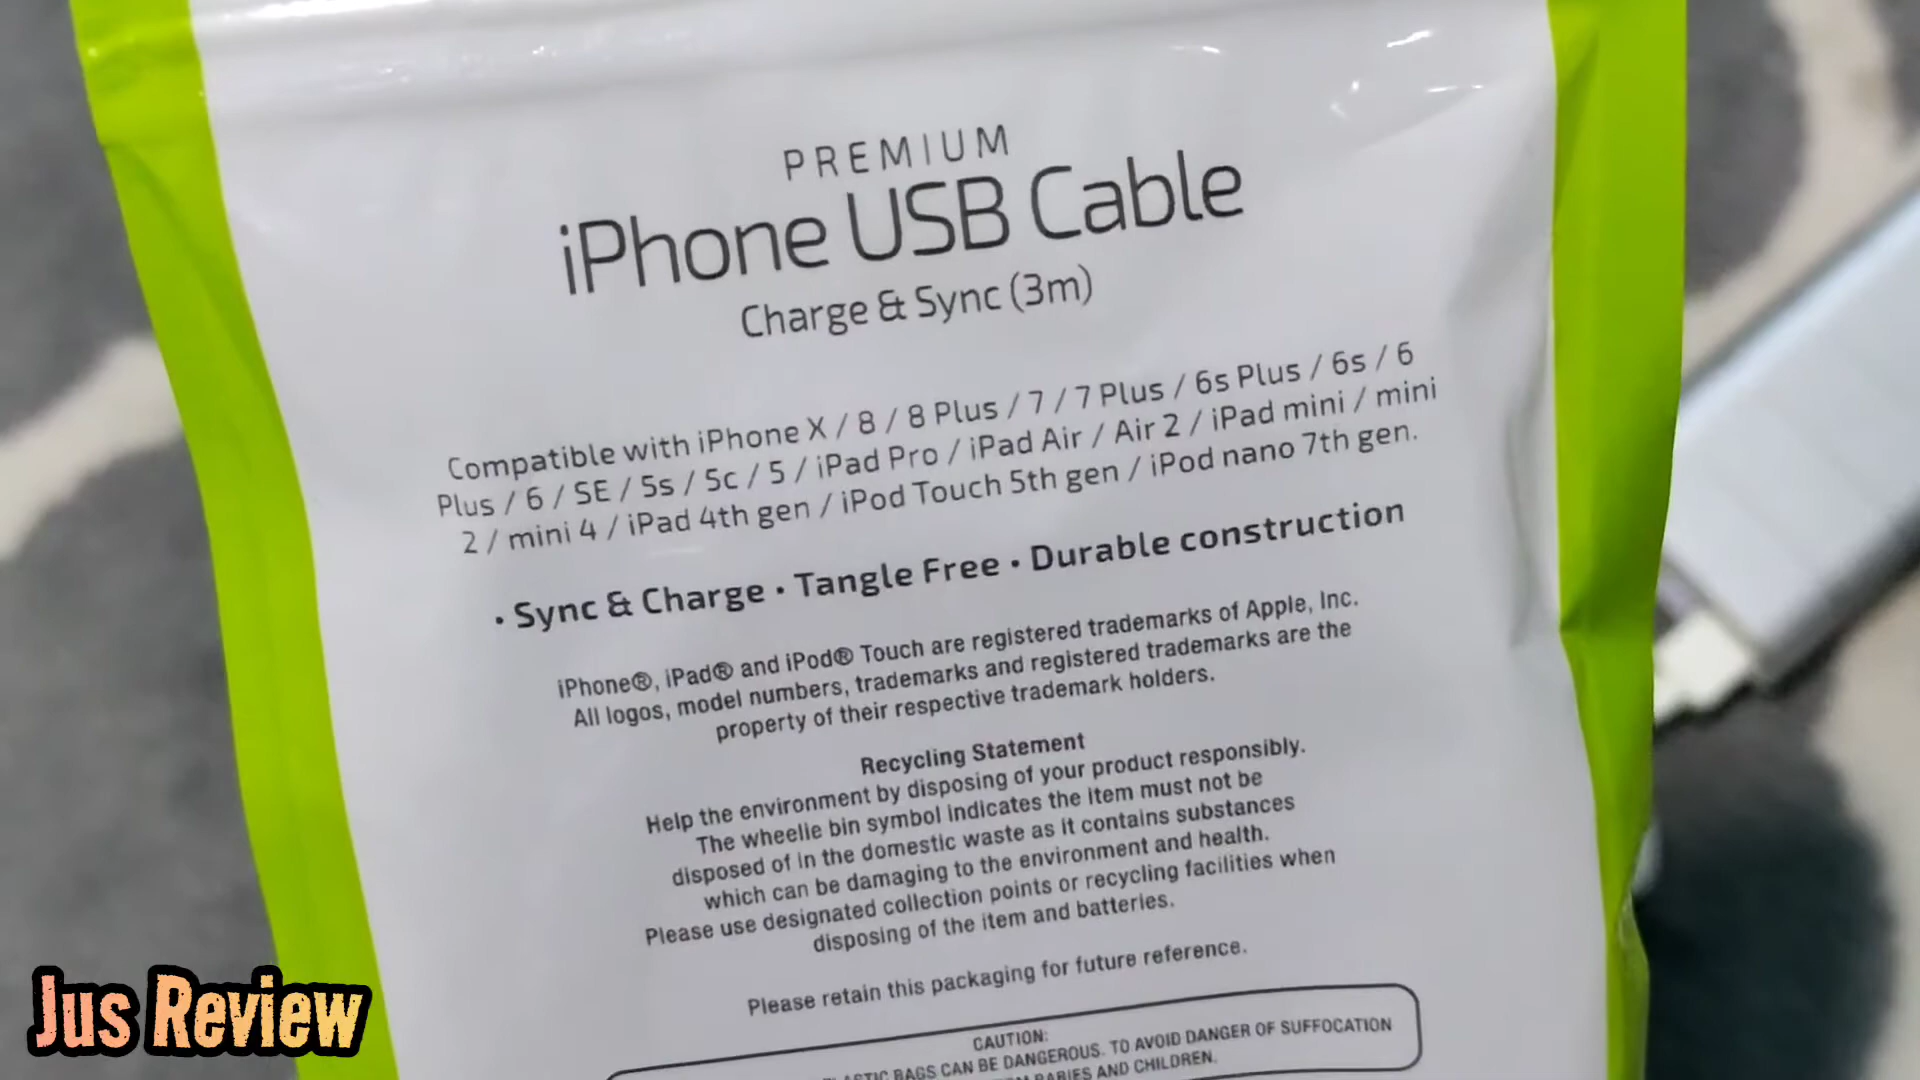 PREMIUM
iPhone USB Cable
Charge & Sync (3m)
Compatible with iPhone X / 8 / 8 Plus / 7 / 7 Plus / 6s Plus / 6s / 6
Plus / 6 / SE / 5s / 5c / 5 / iPad Pro / iPad Air / Air 2 / iPad mini / mini
2 / mini 4 / iPad 4th gen / iPod Touch 5th gen / iPod nano 7th gen.
• Sync & Charge • Tangle Free • Durable construction
iPhone®, iPad® and iPod® Touch are registered trademarks of Apple, Inc.
All logos, model numbers, trademarks and registered trademarks are the
property of their respective trademark holders.
Recycling Statement
Help the environment by disposing of your product responsibly.
The wheelie bin symbol indicates the item must not be
disposed of in the domestic waste as it contains substances
which can be damaging to the environment and health.
Please use designated collection points or recycling facilities when
disposing of the item and batteries.
Please retain this packaging for future reference.
CAUTION:
BAGS CAN BE DANGEROUS. TO AVOID DANGER OF SUFFOCATION
BABIES AND CHILDREN.
Jus Review